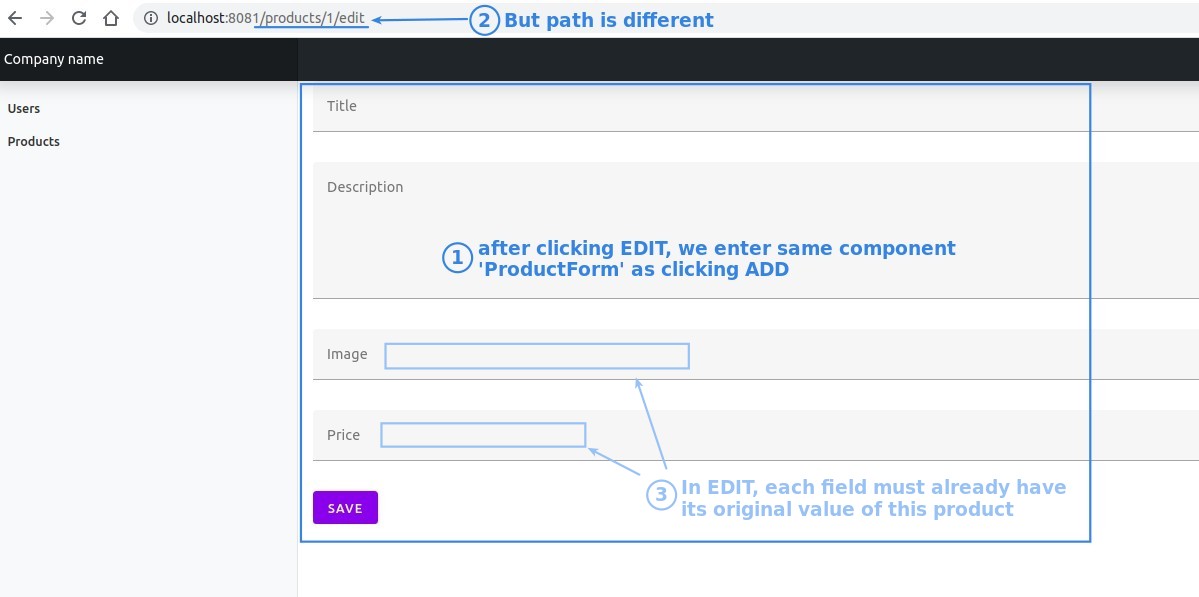 localhost:8081/products/1/edit
2 But path is different
Company name
Users
Products
Title
Description
1 after clicking EDIT, we enter same component
'ProductForm' as clicking ADD
Image
Price
3 In EDIT, each field must already have
its original value of this product
SAVE